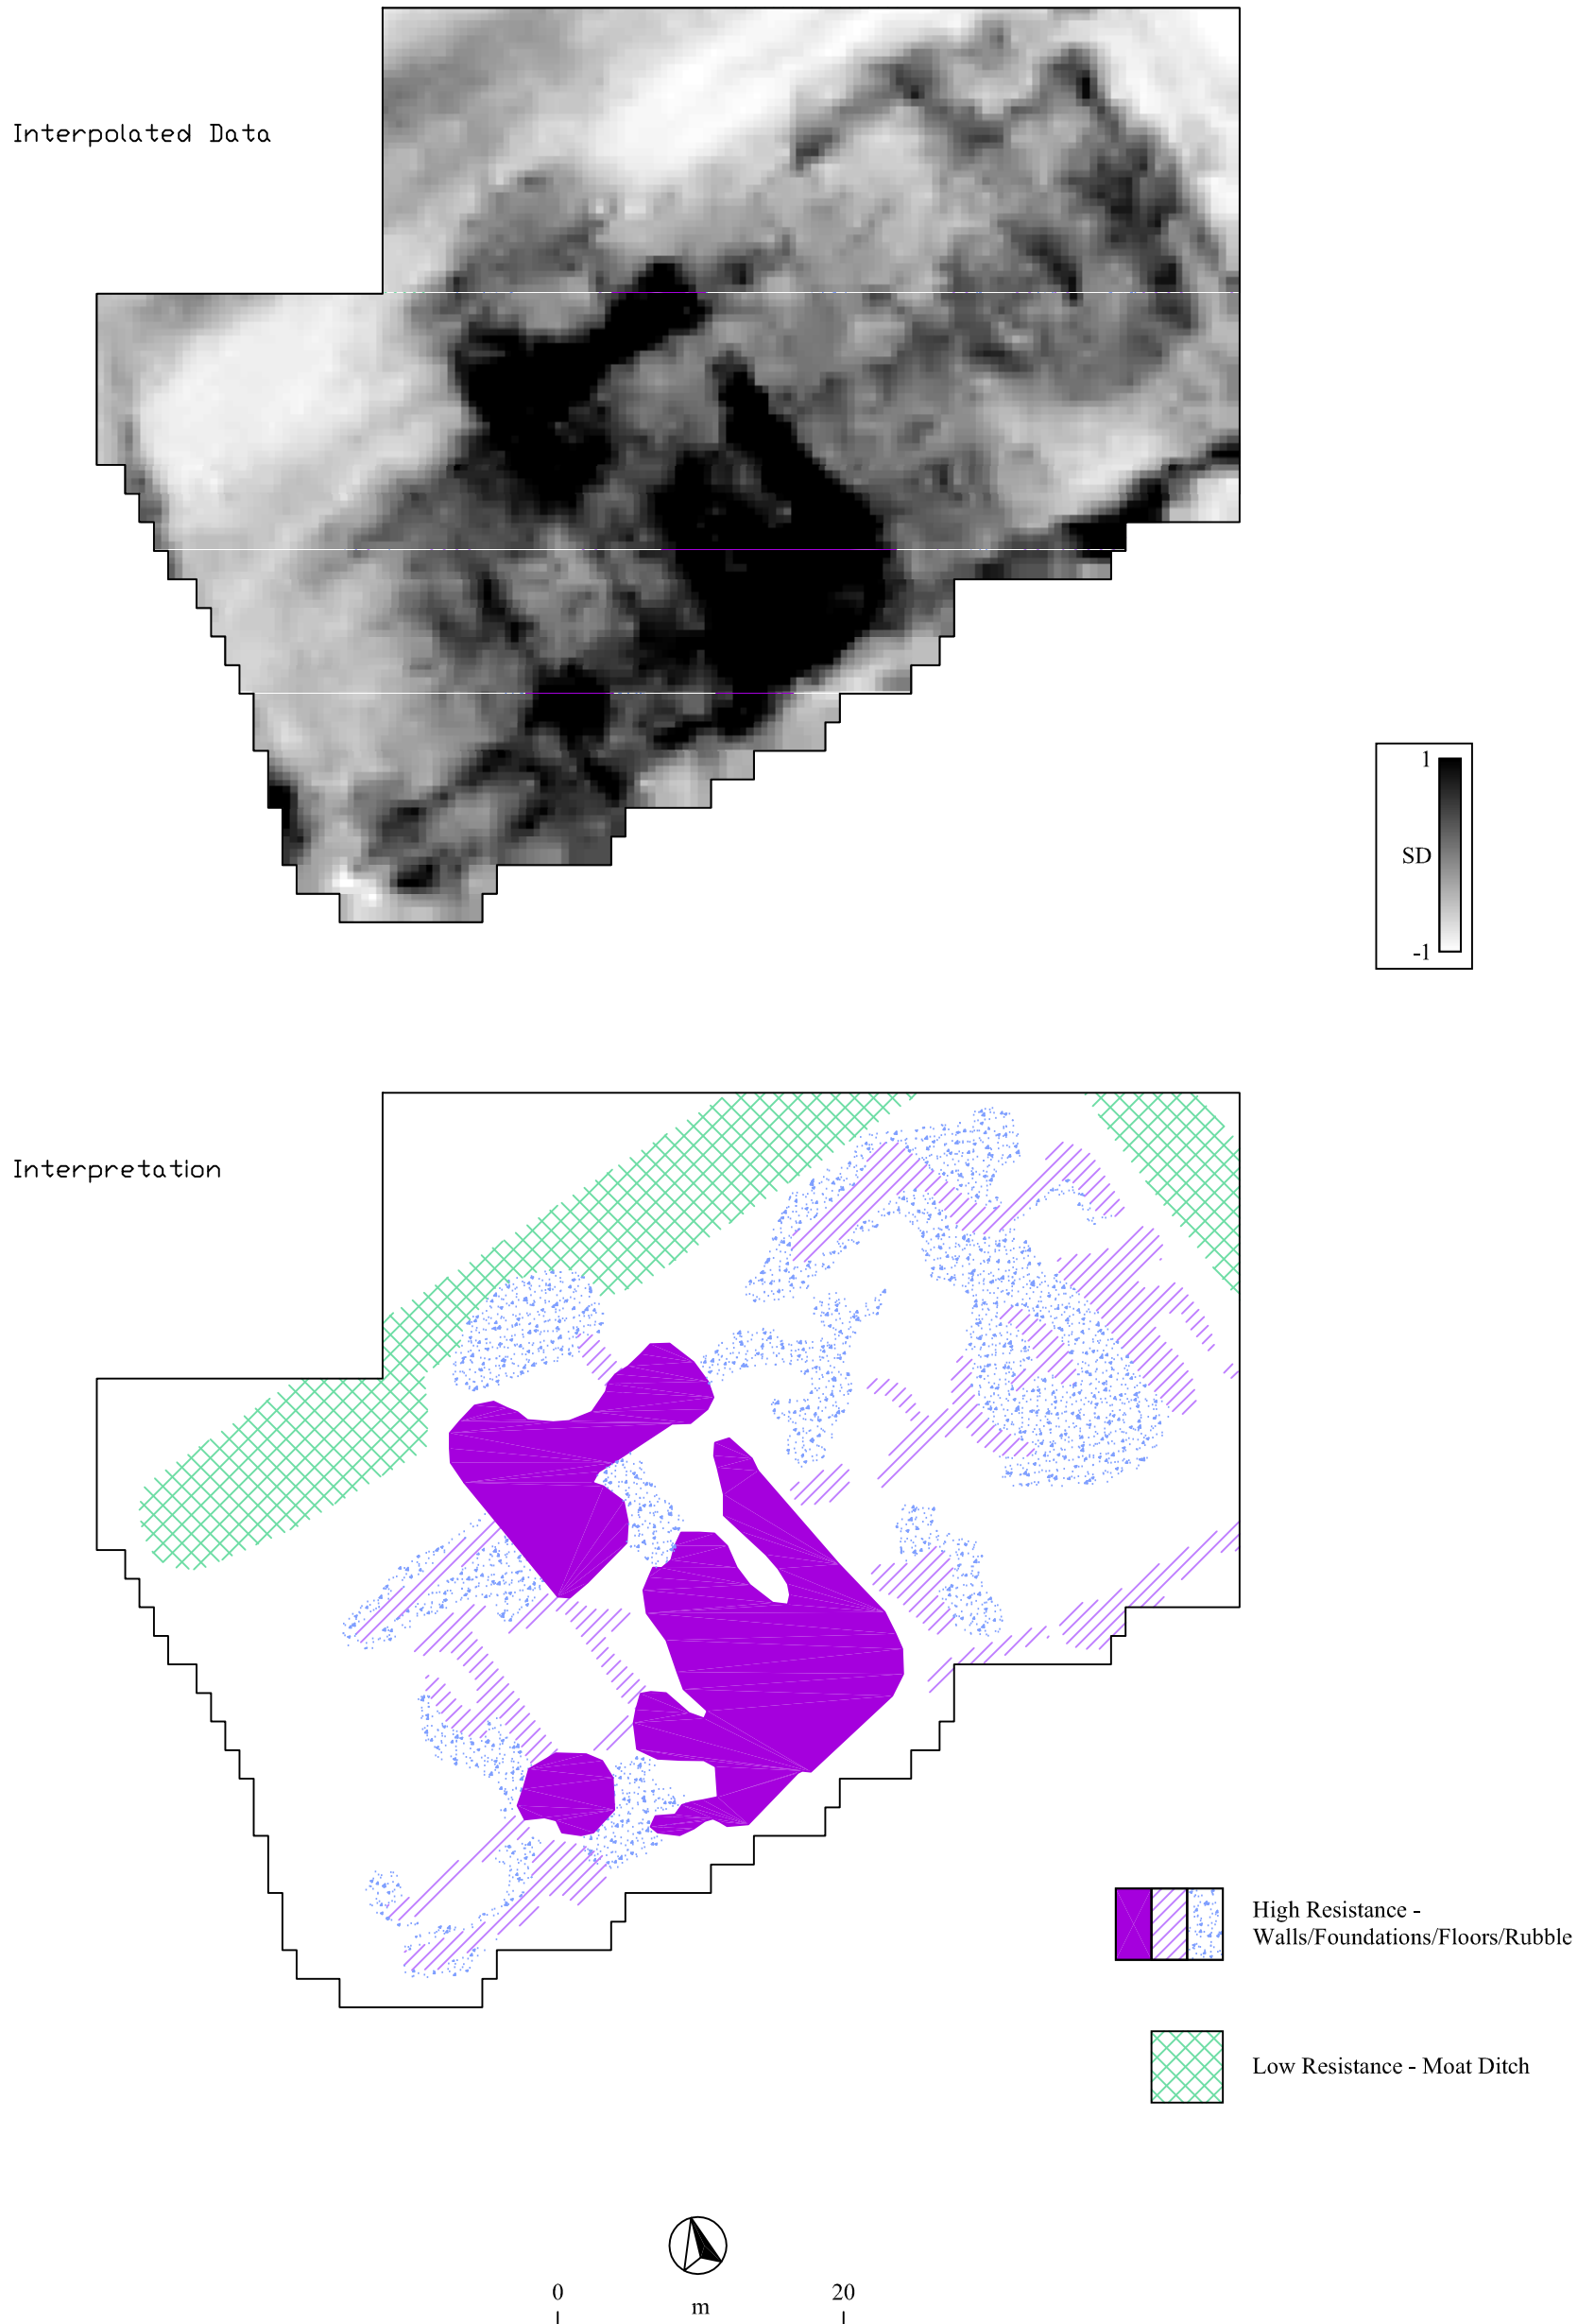 Interpolated Data
1
SD
-1
Interpretation
High Resistance -
Walls/Foundations/Floors/Rubble
Low Resistance - Moat Ditch
0
20
m